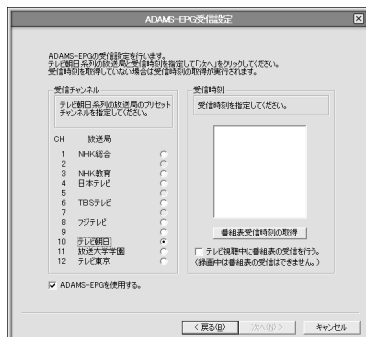 ADAMS-EPG受信設定
ADAMS-EPGの受信設定を行います。
テレビ朝日系列の放送局と受信時刻を指定して「次へ」をクリックしてください。
受信時刻を取得していない場合は受信時刻の取得が実行されます。
受信チャンネル
テレビ朝日系列の放送局のプリセット
チャンネルを指定してください。
CH 放送局
1 NHK総合
2
3 NHK教育
4 日本テレビ
5
6 TBSテレビ
7
8 フジテレビ
9
10 テレビ朝日
11 放送大学学園
12 テレビ東京
受信時刻
受信時刻を指定してください。
番組表受信時刻の取得
テレビ視聴中に番組表の受信を行う。
(録画中は番組表の受信はできません。)
ADAMS-EPGを使用する。
< 戻る(B)
次へ(N) >
キャンセル